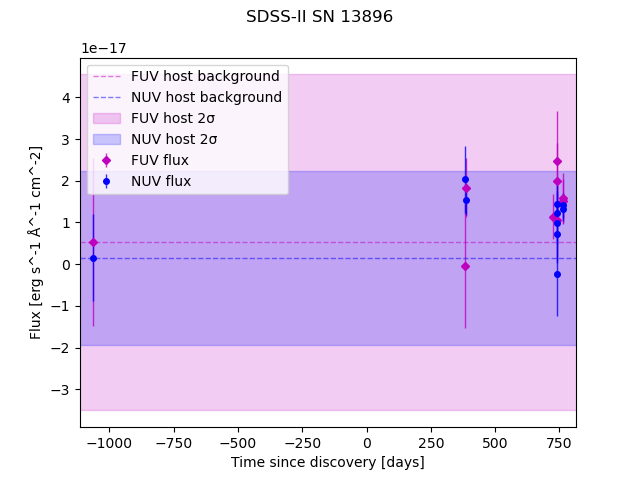 SDSS-II SN 13896
1e−17
FUV host background
NUV host background
FUV host 2σ
NUV host 2σ
FUV flux
NUV flux
4
3
2
1
0
−1
−2
−3
Flux [erg s^-1 Å^-1 cm^-2]
−1000 −750 −500 −250 0 250 500 750
Time since discovery [days]